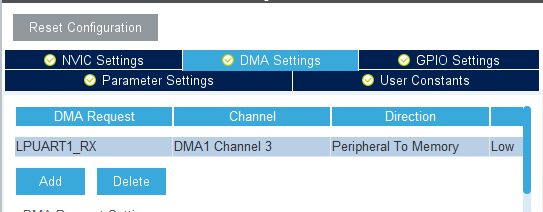 Reset Configuration
NVIC Settings DMA Settings GPIO Settings
Parameter Settings User Constants
DMA Request Channel Direction
LPUART1_RX DMA1 Channel 3 Peripheral To Memory Low
Add Delete